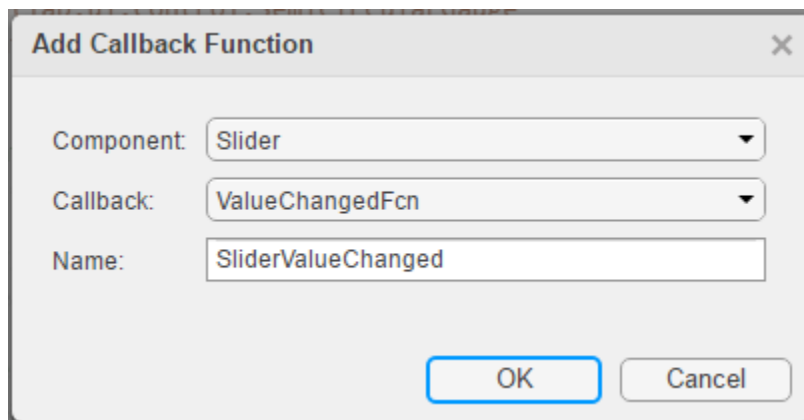 Add Callback Function
Component: Slider
Callback: ValueChangedFcn
Name: SliderValueChanged
OK Cancel